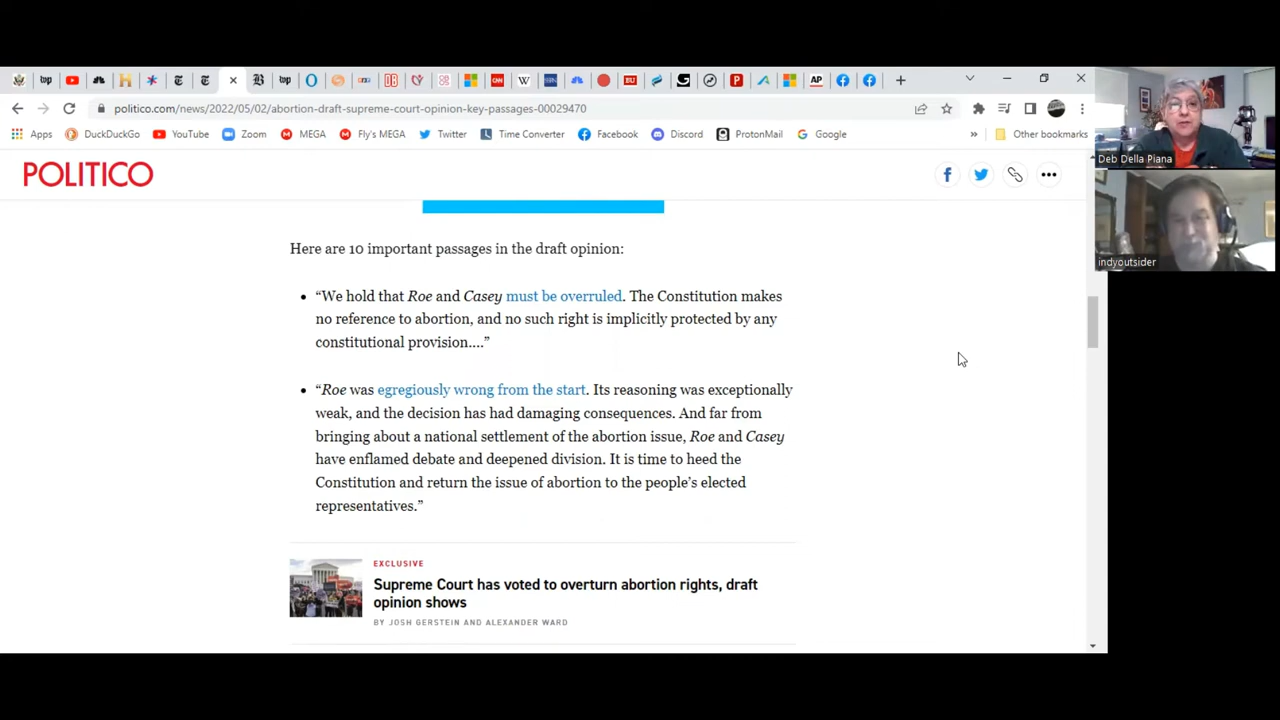 politico.com/news/2022/05/02/abortion-draft-supreme-court-opinion-key-passages-00029470
Apps DuckDuckGo YouTube Zoom MEGA Fly's MEGA Twitter Time Converter Facebook Discord ProtonMail Google » Other bookmarks
Deb Della Piana
indyoutsider
POLITICO
Here are 10 important passages in the draft opinion:
• “We hold that Roe and Casey must be overruled. The Constitution makes
no reference to abortion, and no such right is implicitly protected by any
constitutional provision....”
• “Roe was egregiously wrong from the start. Its reasoning was exceptionally
weak, and the decision has had damaging consequences. And far from
bringing about a national settlement of the abortion issue, Roe and Casey
have enflamed debate and deepened division. It is time to heed the
Constitution and return the issue of abortion to the people’s elected
representatives.”
EXCLUSIVE
Supreme Court has voted to overturn abortion rights, draft
opinion shows
BY JOSH GERSTEIN AND ALEXANDER WARD